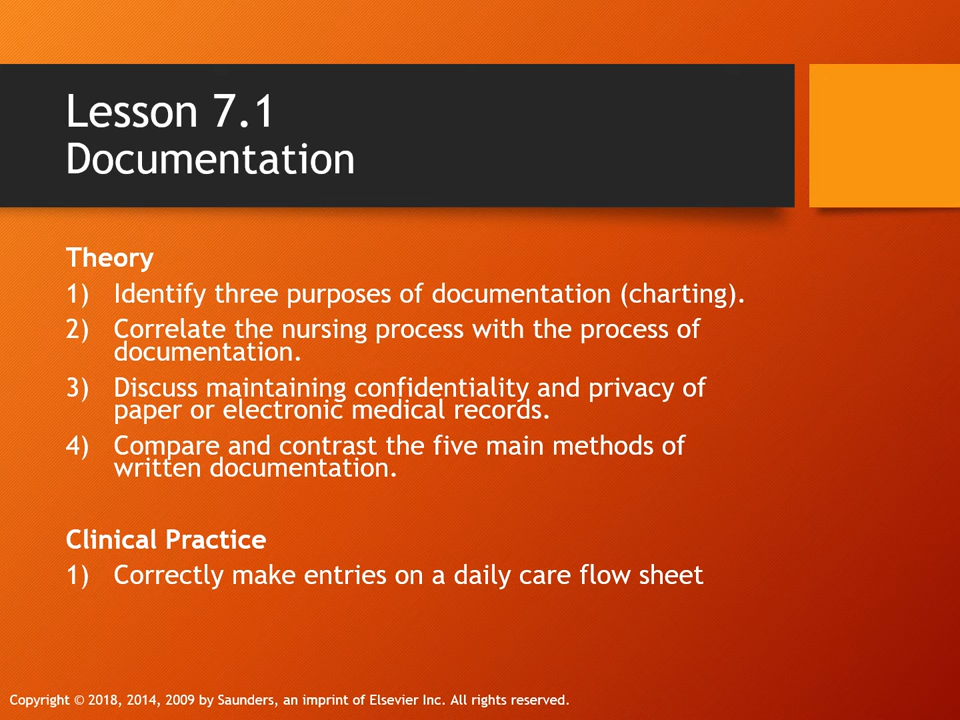 Lesson 7.1
Documentation
Theory
1) Identify three purposes of documentation (charting).
2) Correlate the nursing process with the process of
documentation.
3) Discuss maintaining confidentiality and privacy of
paper or electronic medical records.
4) Compare and contrast the five main methods of
written documentation.
Clinical Practice
1) Correctly make entries on a daily care flow sheet
Copyright © 2018, 2014, 2009 by Saunders, an imprint of Elsevier Inc. All rights reserved.